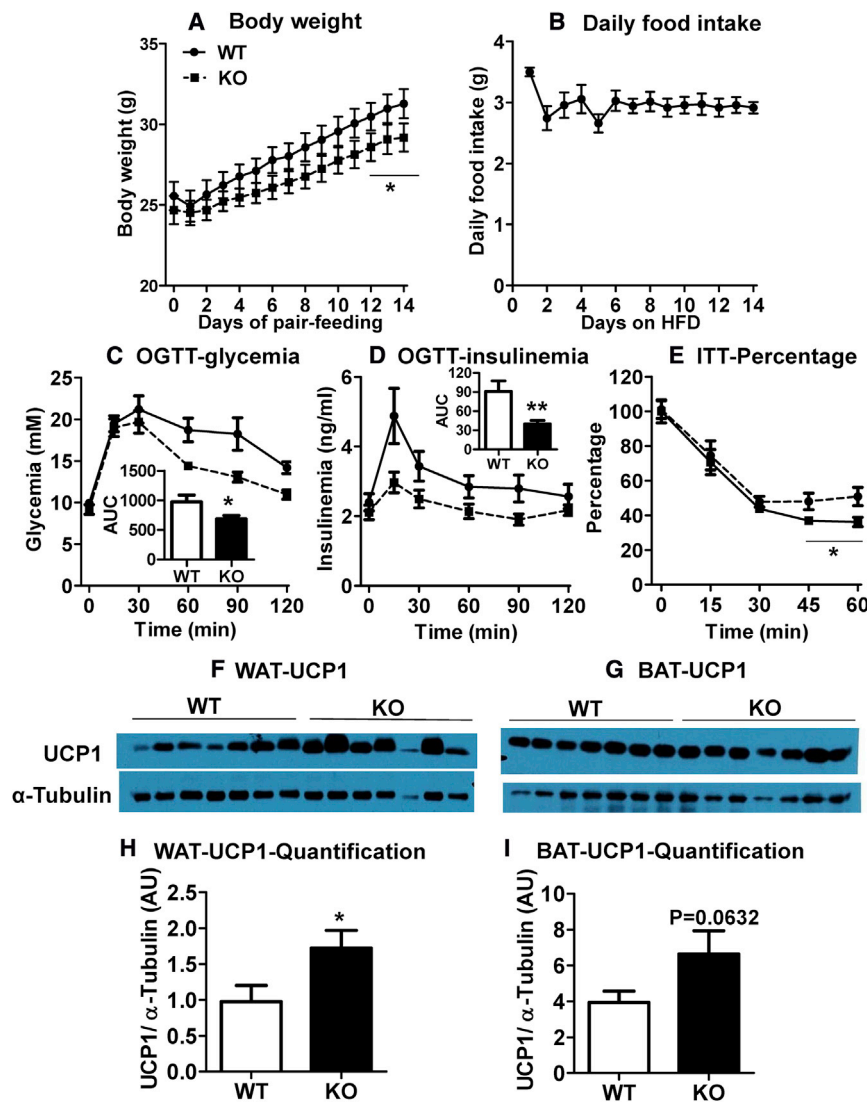 A Body weight
WT
KO
Body weight (g)
35
30
25
20
0 2 4 6 8 10 12 14
*
Days of pair-feeding
B Daily food intake
Daily food intake (g)
4
3
2
1
0
0 2 4 6 8 10 12 14
Days on HFD
C OGTT-glycemia
Glycemia (mM)
25
20
15
10
5
0
AUC
1500
1000
500
0
*
WT KO
0 30 60 90 120
Time (min)
D OGTT-insulinemia
Insulinemia (ng/ml)
6
4
2
0
AUC
120
90
60
30
0
**
WT KO
0 30 60 90 120
Time (min)
E ITT-Percentage
Percentage
120
100
80
60
40
20
0
*
0 15 30 45 60
Time (min)
F WAT-UCP1
WT KO
G BAT-UCP1
WT KO
UCP1
α-Tubulin
H WAT-UCP1-Quantification
UCP1/ α-Tubulin (AU)
2.5
2.0
1.5
1.0
0.5
0.0
*
WT KO
I BAT-UCP1-Quantification
UCP1/ α-Tubulin (AU)
8
6
4
2
0
P=0.0632
WT KO